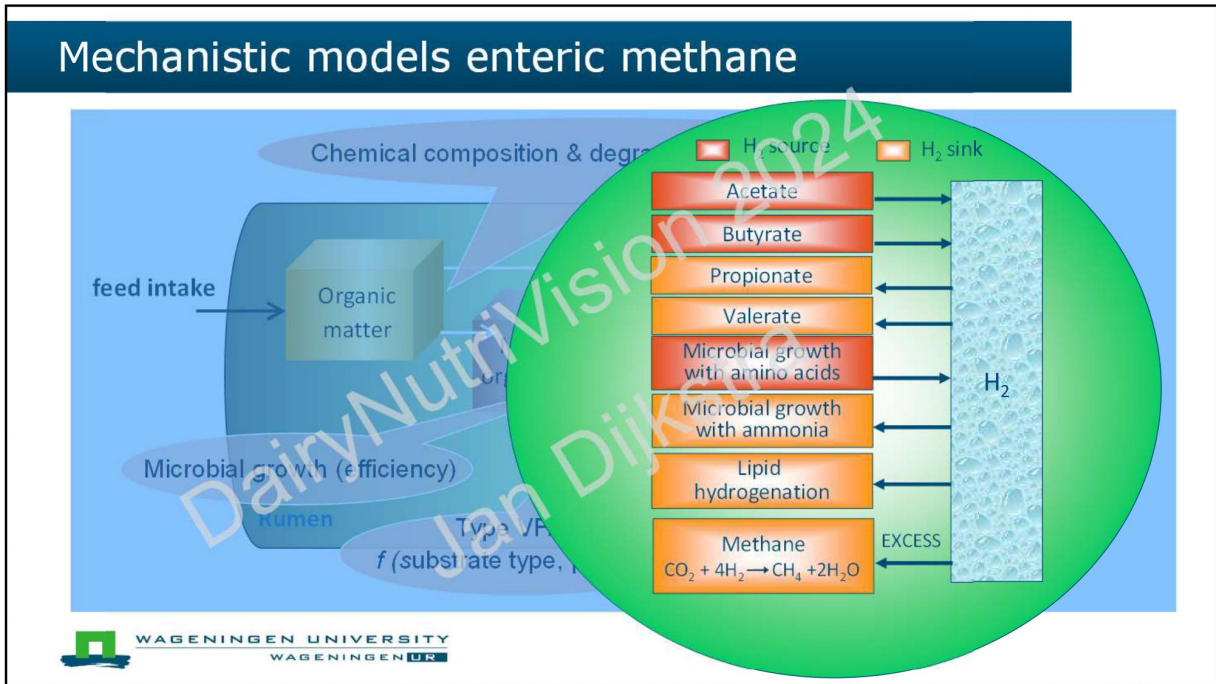 Mechanistic models enteric methane
Chemical composition & degra
H₂ source
H₂ sink
feed intake
Organic
matter
Microbial growth (efficiency)
Rumen
Type VF
f (substrate type,
Acetate
Butyrate
Propionate
Valerate
Microbial growth
with amino acids
Microbial growth
with ammonia
Lipid
hydrogenation
Methane
CO₂ + 4H₂ → CH₄ +2H₂O
EXCESS
H₂
DairyNutriVision 2024
Jan Dijkstra
WAGENINGEN UNIVERSITY
WAGENINGEN UR